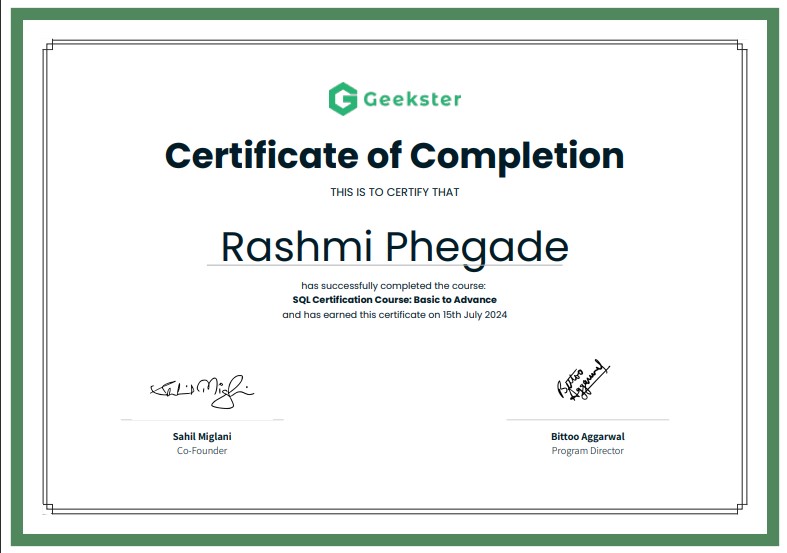 Geekster
Certificate of Completion
THIS IS TO CERTIFY THAT
Rashmi Phegade
has successfully completed the course:
SQL Certification Course: Basic to Advance
and has earned this certificate on 15th July 2024
Sahil Miglani
Bittoo
Aggarwal
Sahil Miglani
Co-Founder
Bittoo Aggarwal
Program Director